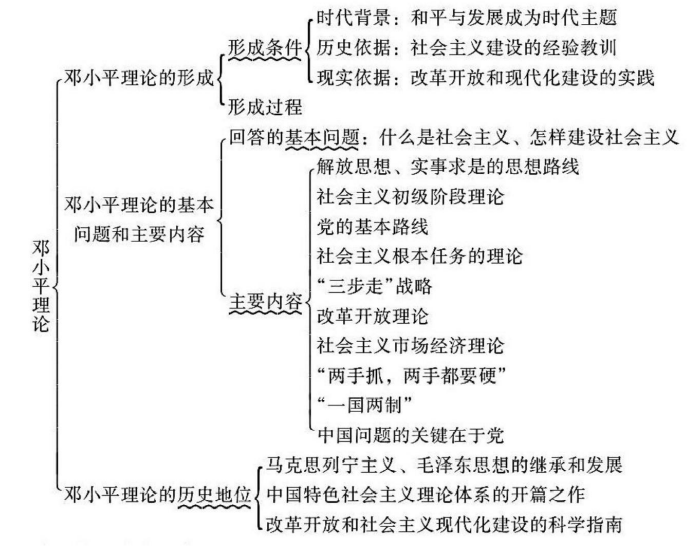 邓小平理论
邓小平理论的形成
形成条件
时代背景：和平与发展成为时代主题
历史依据：社会主义建设的经验教训
现实依据：改革开放和现代化建设的实践
形成过程
邓小平理论的基本
问题和主要内容
回答的基本问题：什么是社会主义、怎样建设社会主义
主要内容
解放思想、实事求是的思想路线
社会主义初级阶段理论
党的基本路线
社会主义根本任务的理论
“三步走”战略
改革开放理论
社会主义市场经济理论
“两手抓，两手都要硬”
“一国两制”
中国问题的关键在于党
邓小平理论的历史地位
马克思列宁主义、毛泽东思想的继承和发展
中国特色社会主义理论体系的开篇之作
改革开放和社会主义现代化建设的科学指南